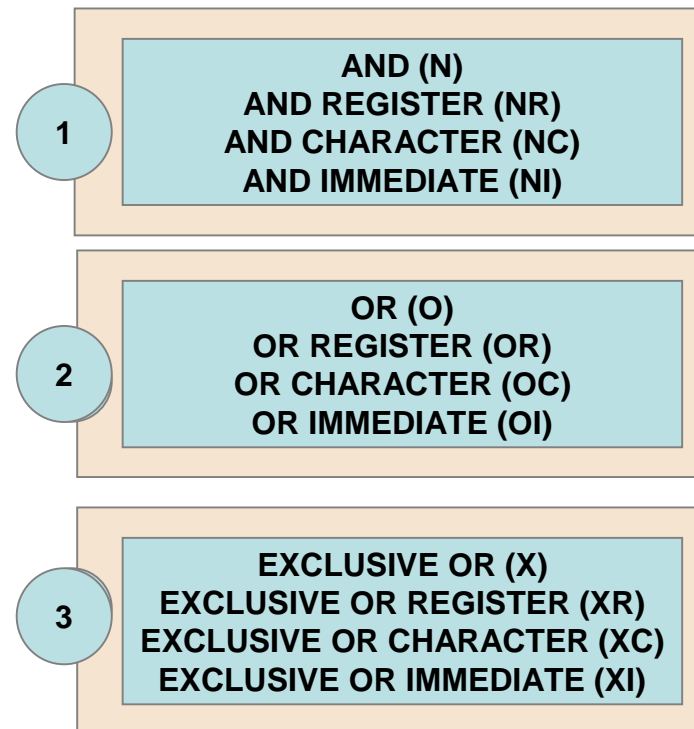 1
AND (N)
AND REGISTER (NR)
AND CHARACTER (NC)
AND IMMEDIATE (NI)
2
OR (O)
OR REGISTER (OR)
OR CHARACTER (OC)
OR IMMEDIATE (OI)
3
EXCLUSIVE OR (X)
EXCLUSIVE OR REGISTER (XR)
EXCLUSIVE OR CHARACTER (XC)
EXCLUSIVE OR IMMEDIATE (XI)